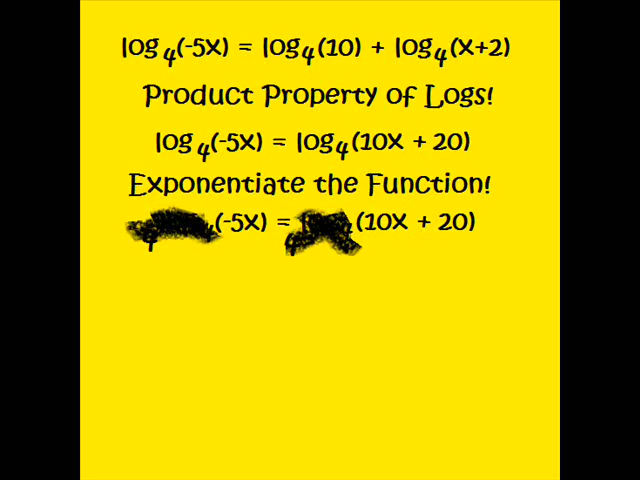 log₄(-5x) = log₄(10) + log₄(x+2)
Product Property of Logs!
log₄(-5x) = log₄(10x + 20)
Exponentiate the Function!
(-5x) = (10x + 20)